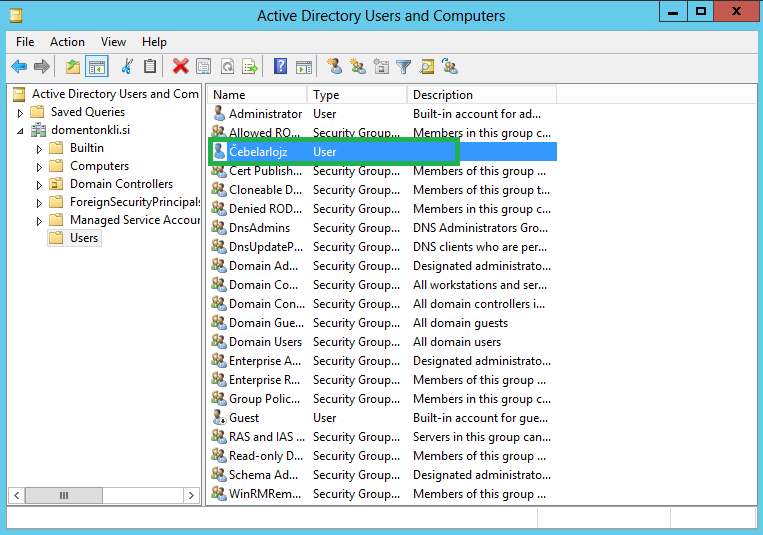 Active Directory Users and Computers
File Action View Help
Active Directory Users and Com
Saved Queries
domentonkli.si
Builtin
Computers
Domain Controllers
ForeignSecurityPrincipals
Managed Service Accour
Users
Name Type Description
Administrator User Built-in account for ad...
Allowed RO... Security Group... Members in this group c...
Čebelarlojz User
Cert Publish... Security Group... Members of this group ...
Cloneable D... Security Group... Members of this group t...
Denied ROD... Security Group... Members in this group c...
DnsAdmins Security Group... DNS Administrators Gro...
DnsUpdateP... Security Group... DNS clients who are per...
Domain Ad... Security Group... Designated administrato...
Domain Co... Security Group... All workstations and ser...
Domain Con... Security Group... All domain controllers i...
Domain Gue... Security Group... All domain guests
Domain Users Security Group... All domain users
Enterprise A... Security Group... Designated administrato...
Enterprise R... Security Group... Members of this group ...
Group Polic... Security Group... Members in this group c...
Guest User Built-in account for gue...
RAS and IAS ... Security Group... Servers in this group can...
Read-only D... Security Group... Members of this group ...
Schema Ad... Security Group... Designated administrato...
WinRMRem... Security Group... Members of this group ...